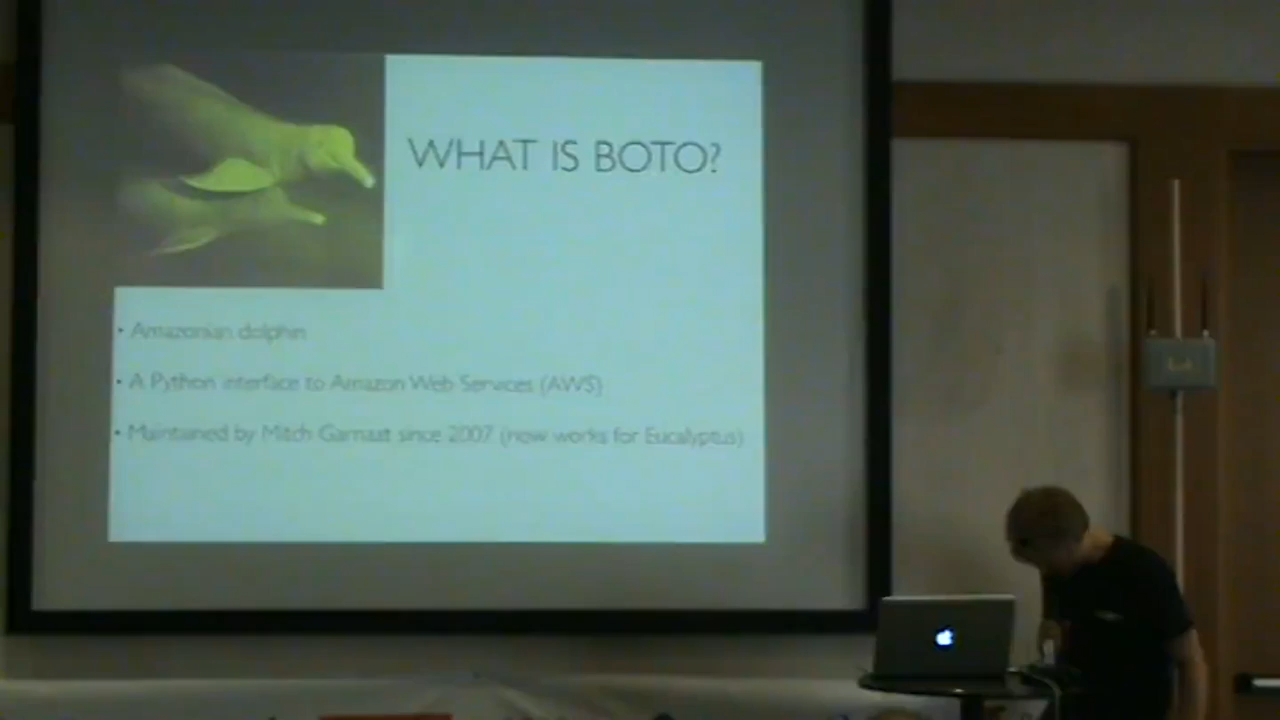 WHAT IS BOTO?
• Amazonian dolphin
• A Python interface to Amazon Web Services (AWS)
• Maintained by Mitch Garnaat since 2007 (now works for Eucalyptus)